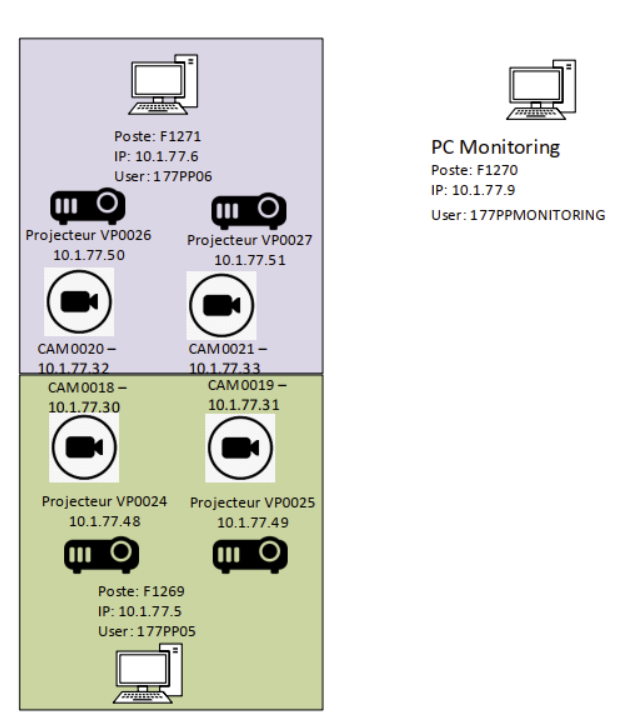 Poste: F1271
IP: 10.1.77.6
User: 177PP06
Projecteur VP0026
10.1.77.50
Projecteur VP0027
10.1.77.51
CAM0020 –
10.1.77.32
CAM0021 –
10.1.77.33
CAM0018 –
10.1.77.30
CAM0019 –
10.1.77.31
Projecteur VP0024
10.1.77.48
Projecteur VP0025
10.1.77.49
Poste: F1269
IP: 10.1.77.5
User: 177PP05
PC Monitoring
Poste: F1270
IP: 10.1.77.9
User: 177PPMONITORING